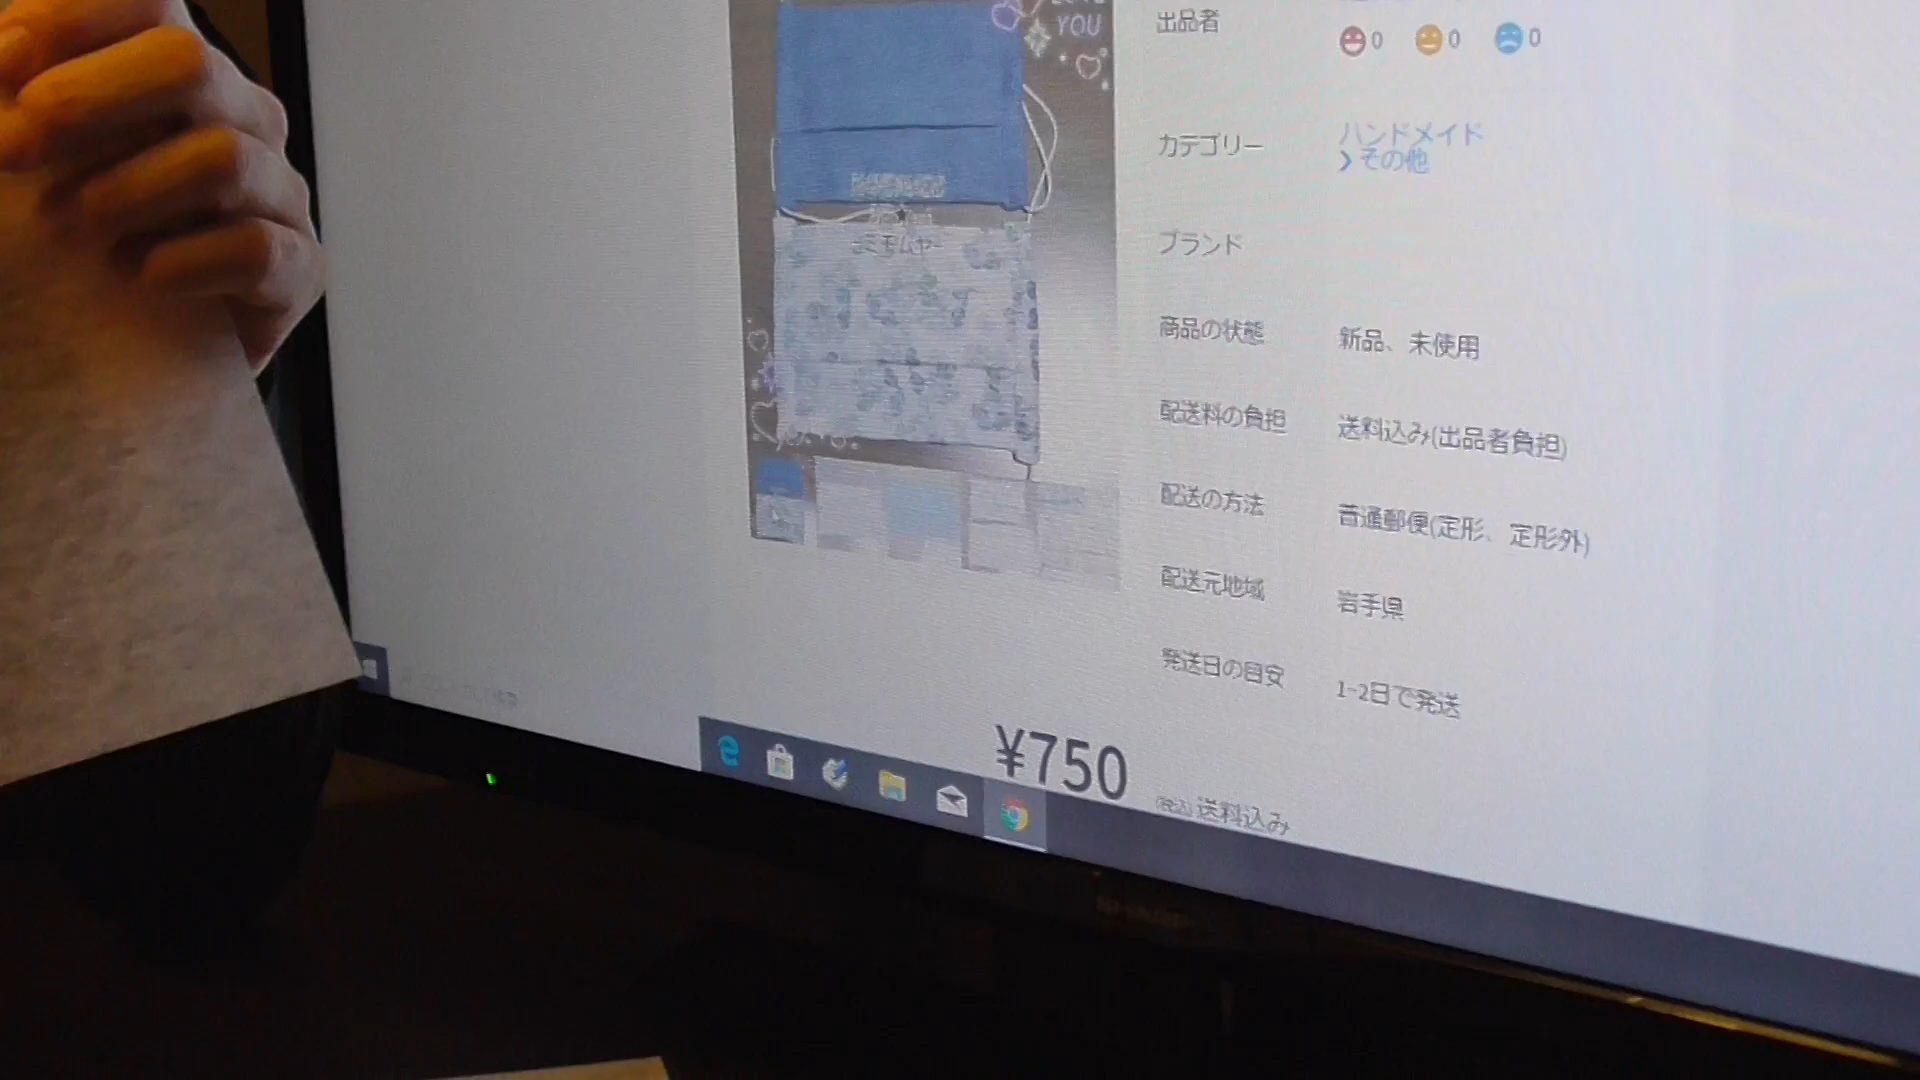 YOU
出品者
0 0 0
カテゴリー
ハンドメイド
その他
ブランド
商品の状態 新品、未使用
配送料の負担 送料込み(出品者負担)
配送の方法 普通郵便(定形、定形外)
配送元地域 岩手県
発送日の目安 1~2日で発送
¥750
(税込) 送料込み